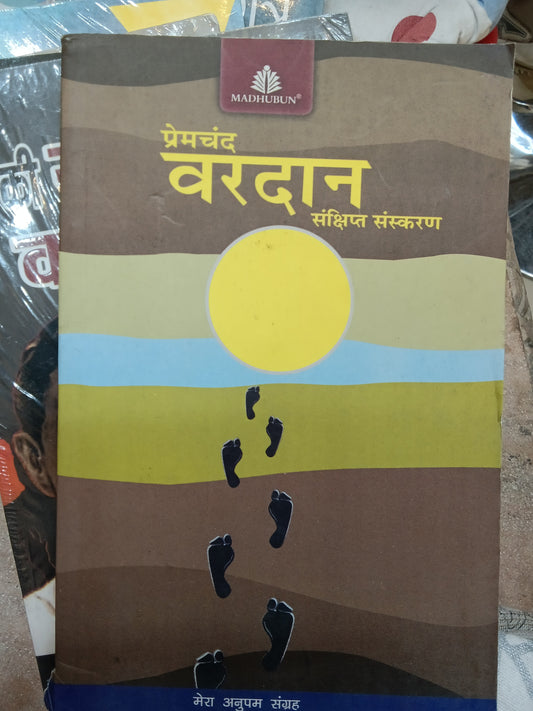 MADHUBUN®
प्रेमचंद
वरदान
संक्षिप्त संस्करण
मेरा अनुपम संग्रह